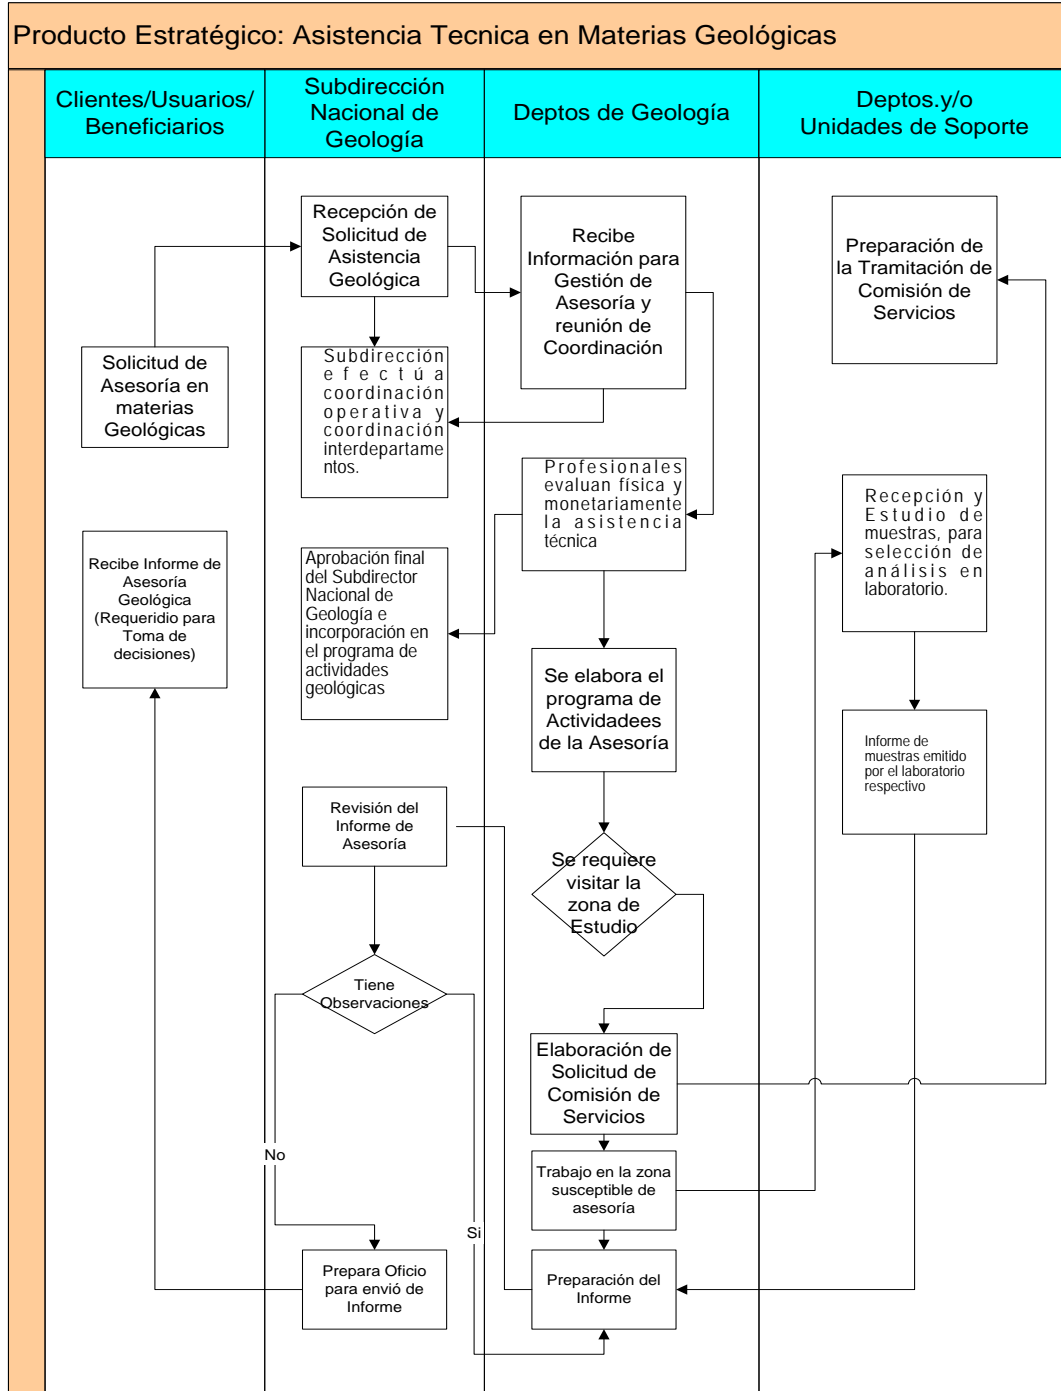 Producto Estratégico: Asistencia Tecnica en Materias Geológicas
Clientes/Usuarios/
Beneficiarios
Subdirección
Nacional de
Geología
Deptos de Geología
Deptos.y/o
Unidades de Soporte
Solicitud de
Asesoría en
materias
Geológicas
Recibe Informe de
Asesoría
Geológica
(Requeridio para
Toma de
decisiones)
Recepción de
Solicitud de
Asistencia
Geológica
Subdirección
efectúa
coordinación
operativa y
coordinación
interdepartame
ntos.
Aprobación final
del Subdirector
Nacional de
Geología e
incorporación en
el programa de
actividades
geológicas
Revisión del
Informe de
Asesoría
Tiene
Observaciones
No
Si
Prepara Oficio
para envió de
Informe
Recibe
Información para
Gestión de
Asesoría y
reunión de
Coordinación
Profesionales
evaluan física y
monetariamente
la asistencia
técnica
Se elabora el
programa de
Actividadees
de la Asesoría
Se requiere
visitar la
zona de
Estudio
Elaboración de
Solicitud de
Comisión de
Servicios
Trabajo en la zona
susceptible de
asesoría
Preparación del
Informe
Preparación de
la Tramitación de
Comisión de
Servicios
Recepción y
Estudio de
muestras, para
selección de
análisis en
laboratorio.
Informe de
muestras emitido
por el laboratorio
respectivo